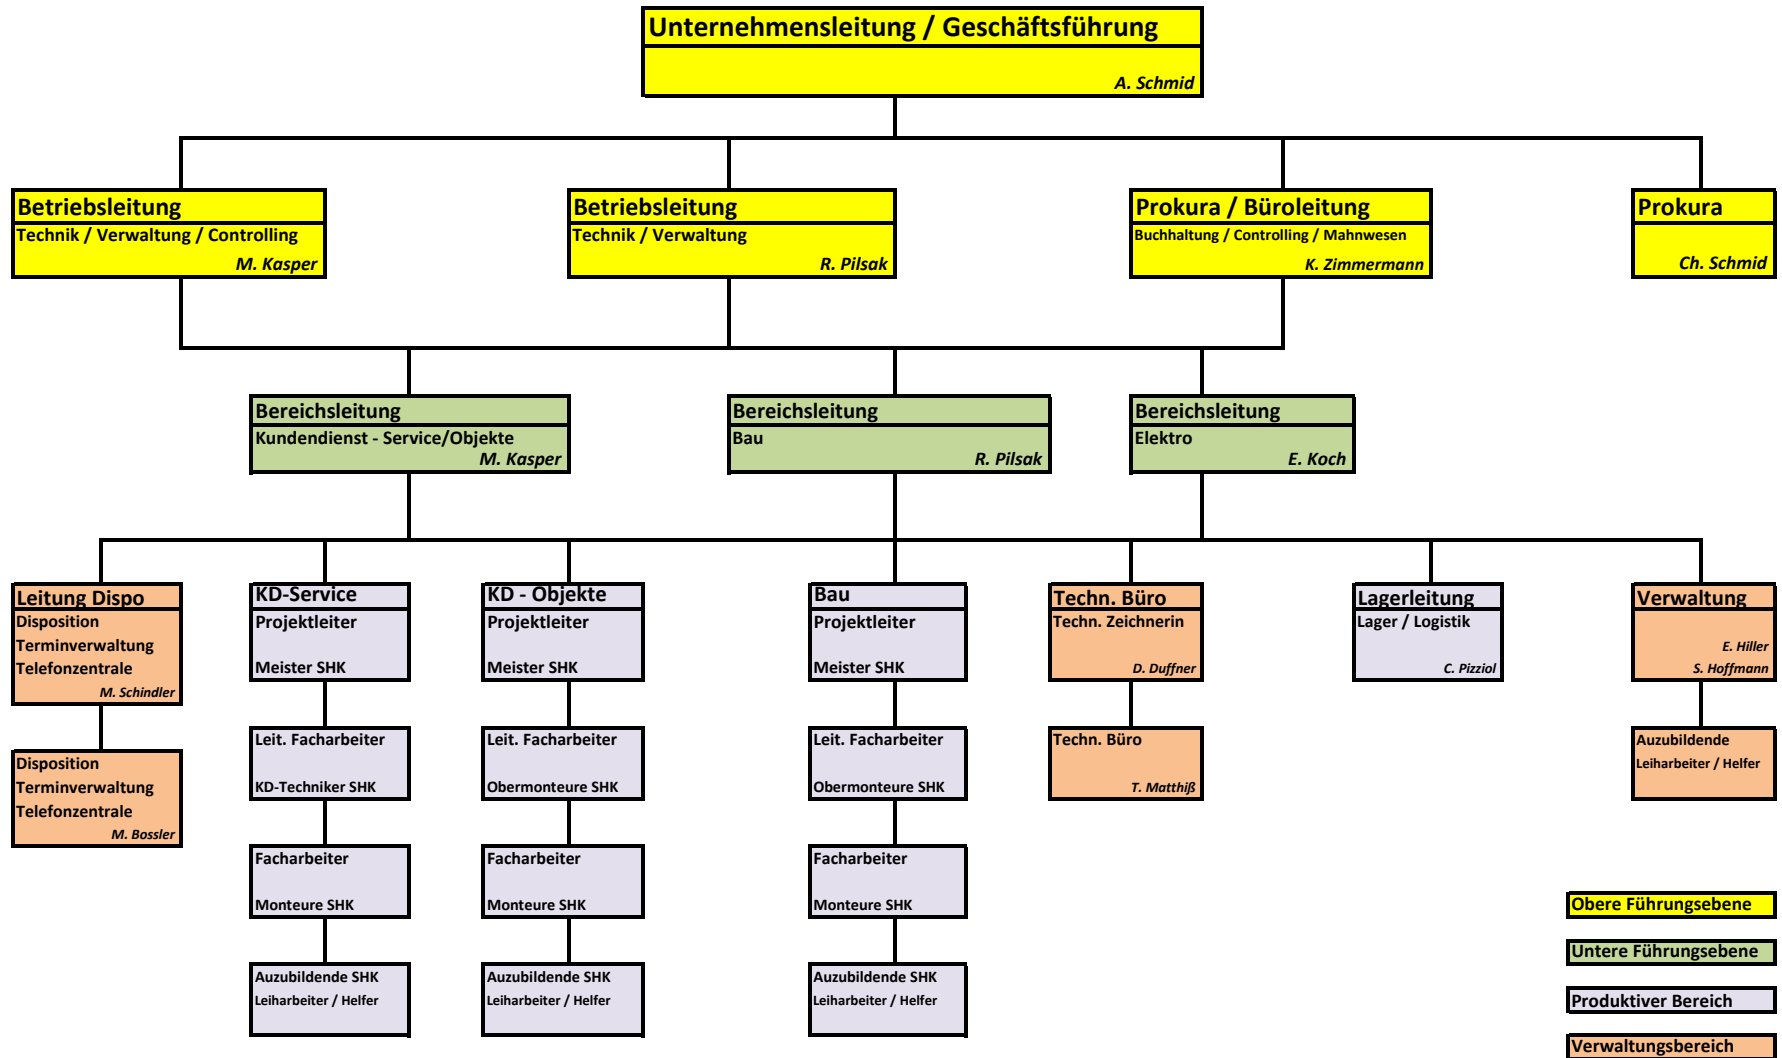 Unternehmensleitung / Geschäftsführung
A. Schmid
Betriebsleitung
Technik / Verwaltung / Controlling
M. Kasper
Betriebsleitung
Technik / Verwaltung
R. Pilsak
Prokura / Büroleitung
Buchhaltung / Controlling / Mahnwesen
K. Zimmermann
Prokura
Ch. Schmid
Bereichsleitung
Kundendienst - Service/Objekte
M. Kasper
Bereichsleitung
Bau
R. Pilsak
Bereichsleitung
Elektro
E. Koch
Leitung Dispo
Disposition
Terminverwaltung
Telefonzentrale
M. Schindler
Disposition
Terminverwaltung
Telefonzentrale
M. Bossler
KD-Service
Projektleiter
Meister SHK
Leit. Facharbeiter
KD-Techniker SHK
Facharbeiter
Monteure SHK
Auzubildende SHK
Leiharbeiter / Helfer
KD - Objekte
Projektleiter
Meister SHK
Leit. Facharbeiter
Obermonteure SHK
Facharbeiter
Monteure SHK
Auzubildende SHK
Leiharbeiter / Helfer
Bau
Projektleiter
Meister SHK
Leit. Facharbeiter
Obermonteure SHK
Facharbeiter
Monteure SHK
Auzubildende SHK
Leiharbeiter / Helfer
Techn. Büro
Techn. Zeichnerin
D. Duffner
Techn. Büro
T. Matthiß
Lagerleitung
Lager / Logistik
C. Pizziol
Verwaltung
E. Hiller
S. Hoffmann
Auzubildende
Leiharbeiter / Helfer
Obere Führungsebene
Untere Führungsebene
Produktiver Bereich
Verwaltungsbereich